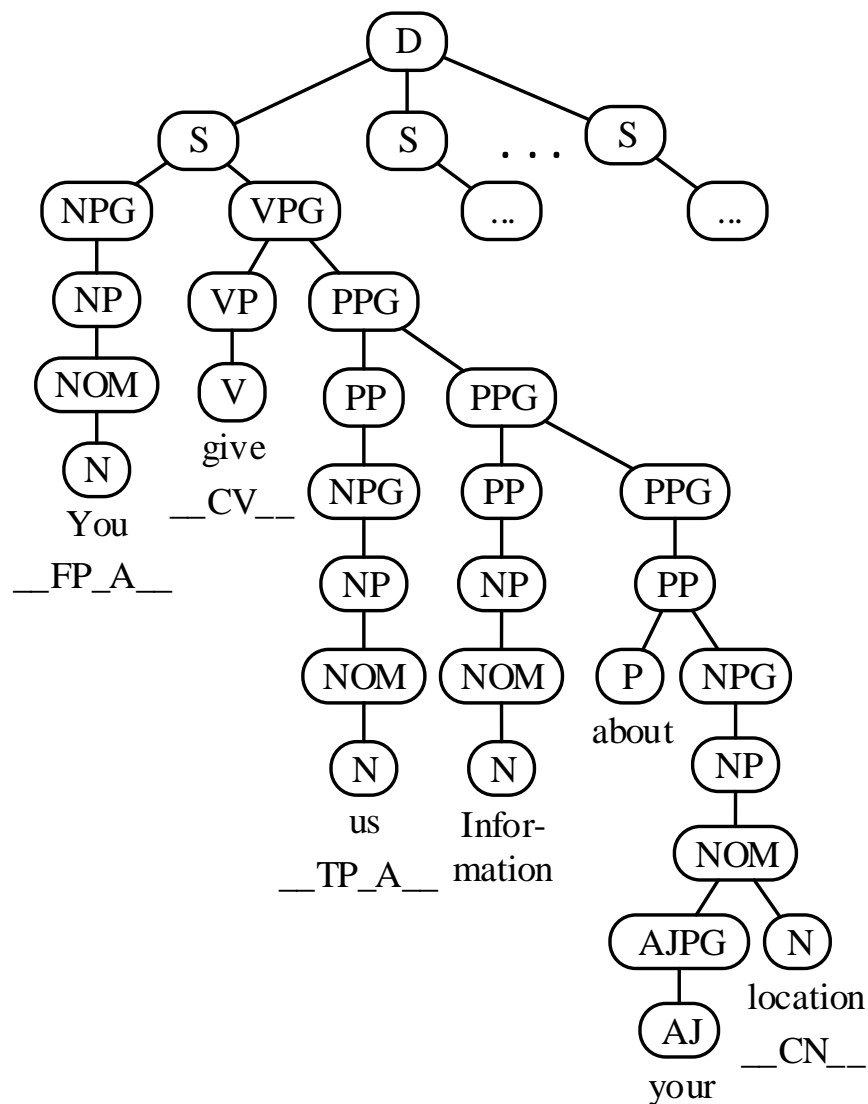 D
S S . . . S
NPG VPG ... ...
NP VP PPG
NOM V PP PPG
give
N NPG PP PPG
You __CV__
__FP_A__ NP NP PP
NOM NOM P NPG
about
N N NP
us Infor-
__TP_A__ mation NOM
AJPG N
location
AJ __CN__
your